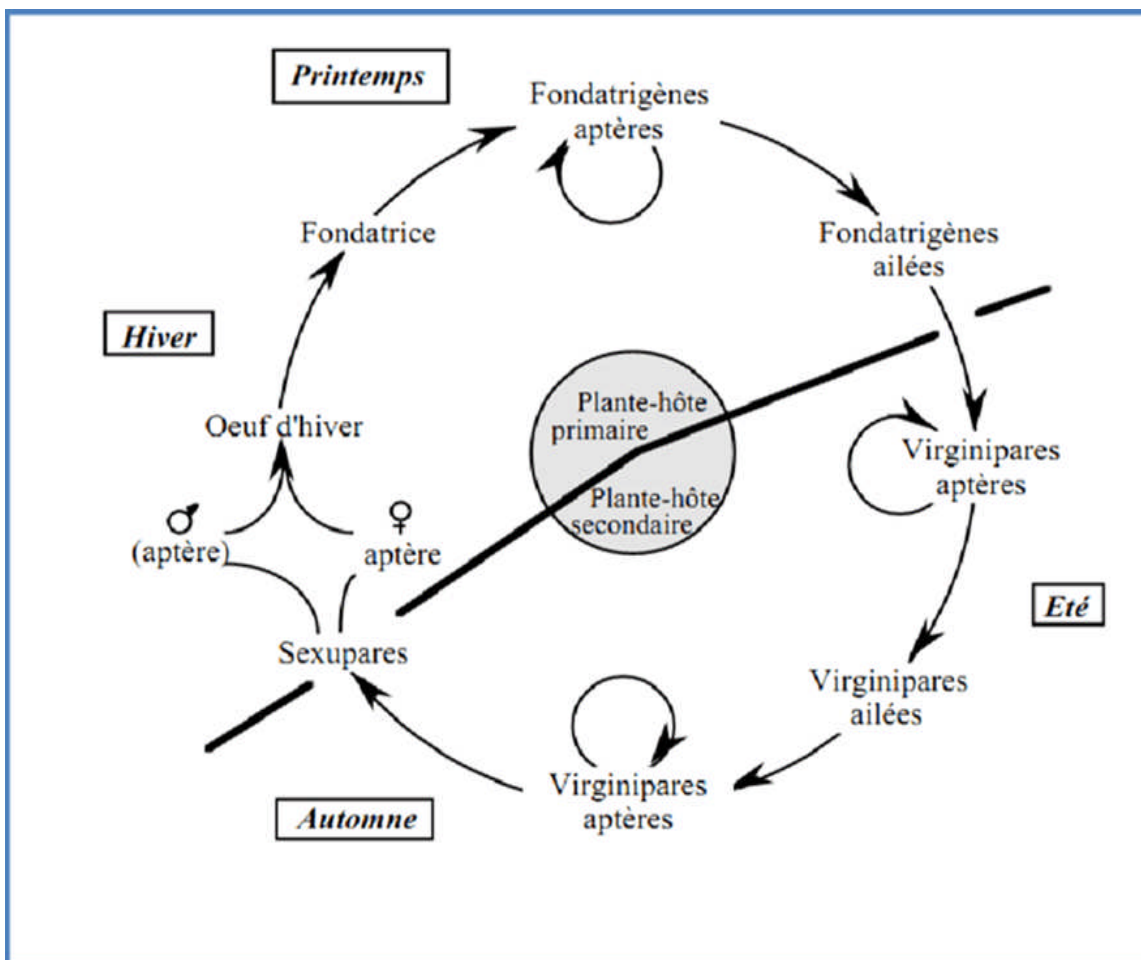 Printemps
Fondatrigènes
aptères
Fondatrice
Fondatrigènes
ailées
Hiver
Plante-hôte
primaire
Oeuf d'hiver
Virginipares
aptères
Plante-hôte
secondaire
♂
(aptère)
♀
aptère
Eté
Sexupares
Virginipares
ailées
Virginipares
aptères
Automne